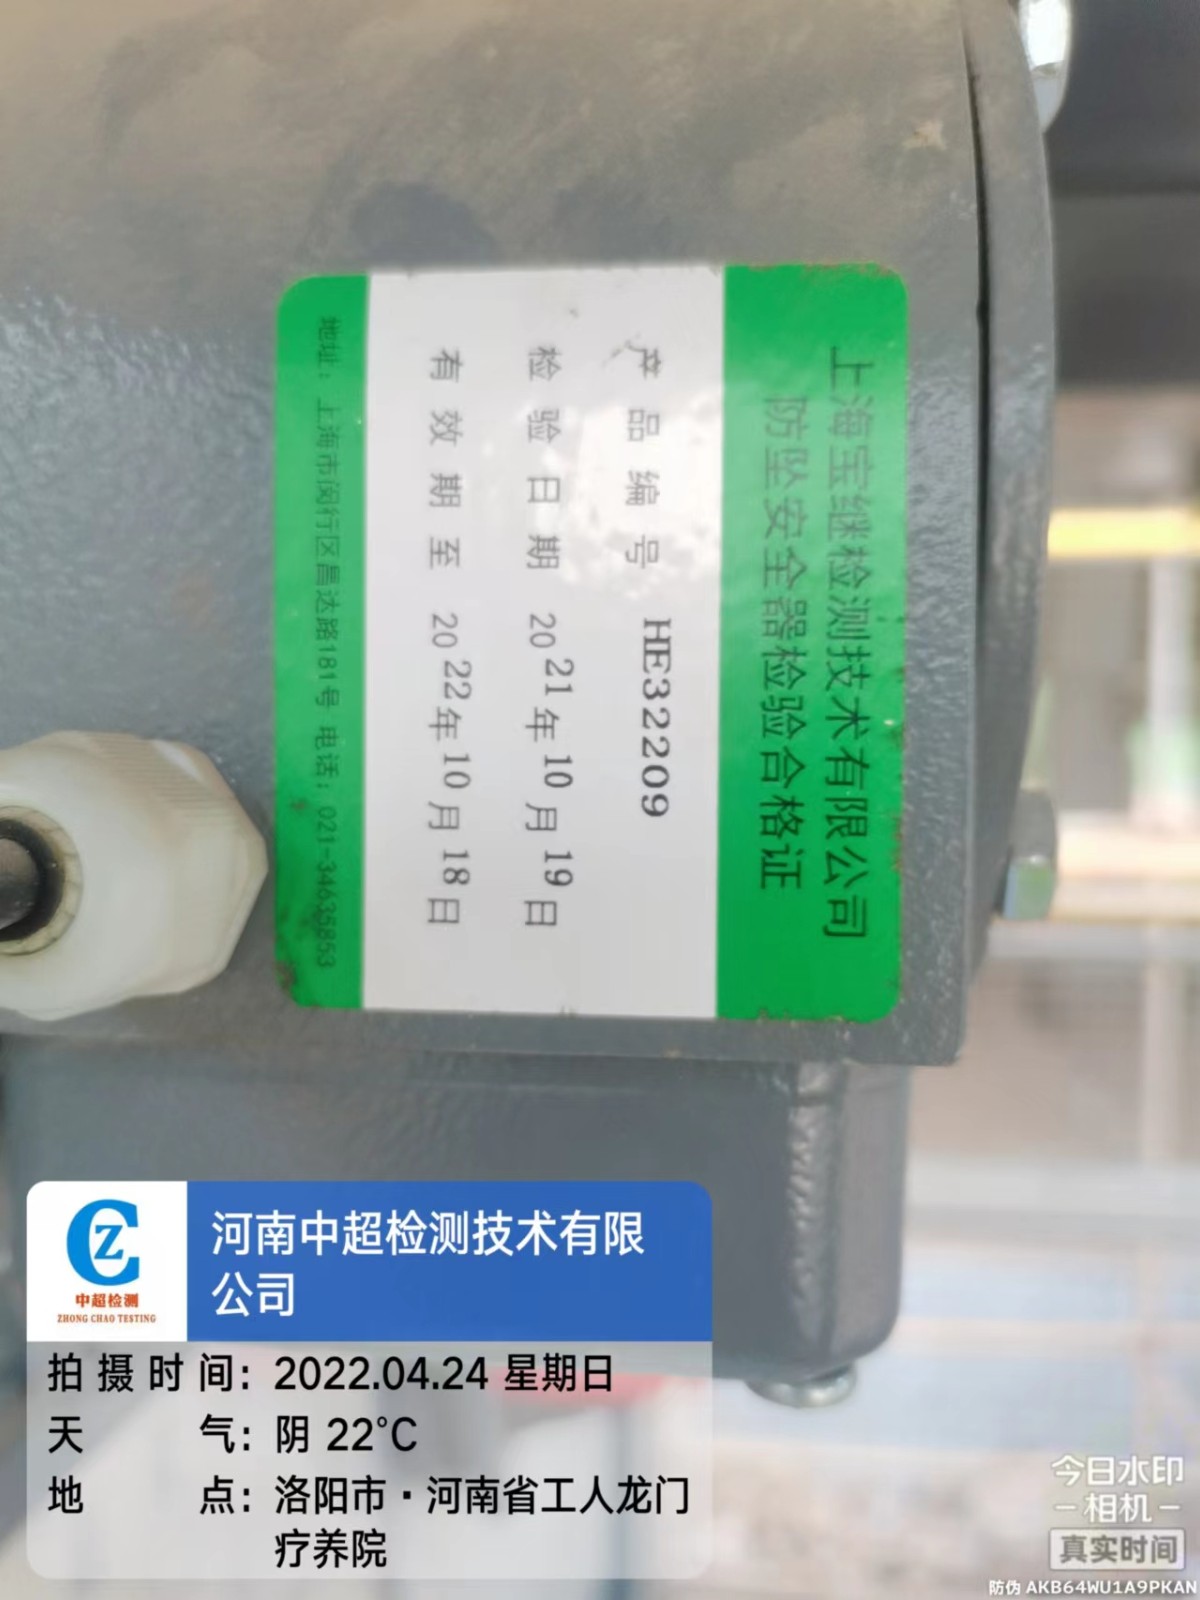 上海宝继检测技术有限公司
防坠安全器检验合格证
产品编号 HE32209
检验日期 2021年10月19日
有效期至 2022年10月18日
地址：上海市闵行区昌达路181号 电话：021-34635853
中超检测
ZHONG CHAO TESTING
河南中超检测技术有限
公司
拍摄时间：2022.04.24 星期日
天气：阴 22°C
地点：洛阳市·河南省工人龙门
疗养院
今日水印
相机
真实时间
防伪 AKB64WU1A9PKAN